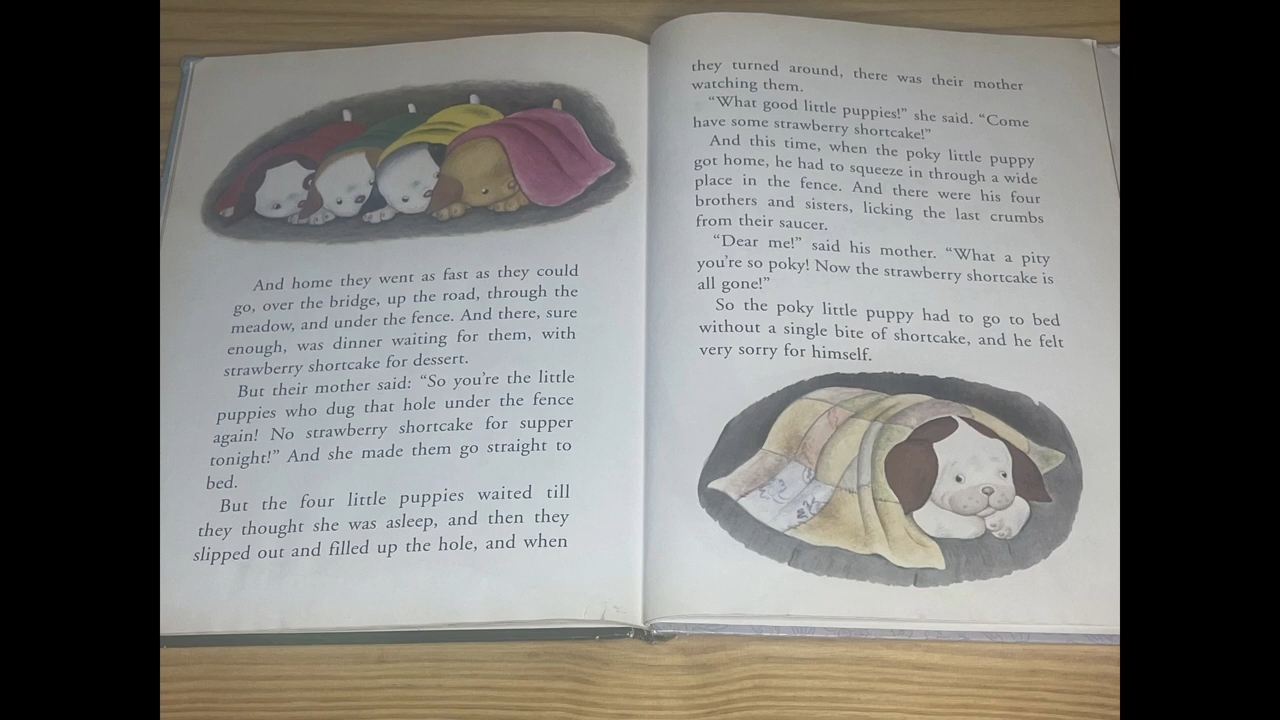 And home they went as fast as they could
go, over the bridge, up the road, through the
meadow, and under the fence. And there, sure
enough, was dinner waiting for them, with
strawberry shortcake for dessert.
But their mother said: “So you’re the little
puppies who dug that hole under the fence
again! No strawberry shortcake for supper
tonight!” And she made them go straight to
bed.
But the four little puppies waited till
they thought she was asleep, and then they
slipped out and filled up the hole, and when
they turned around, there was their mother
watching them.
“What good little puppies!” she said. “Come
have some strawberry shortcake!”
And this time, when the poky little puppy
got home, he had to squeeze in through a wide
place in the fence. And there were his four
brothers and sisters, licking the last crumbs
from their saucer.
“Dear me!” said his mother. “What a pity
you’re so poky! Now the strawberry shortcake is
all gone!”
So the poky little puppy had to go to bed
without a single bite of shortcake, and he felt
very sorry for himself.